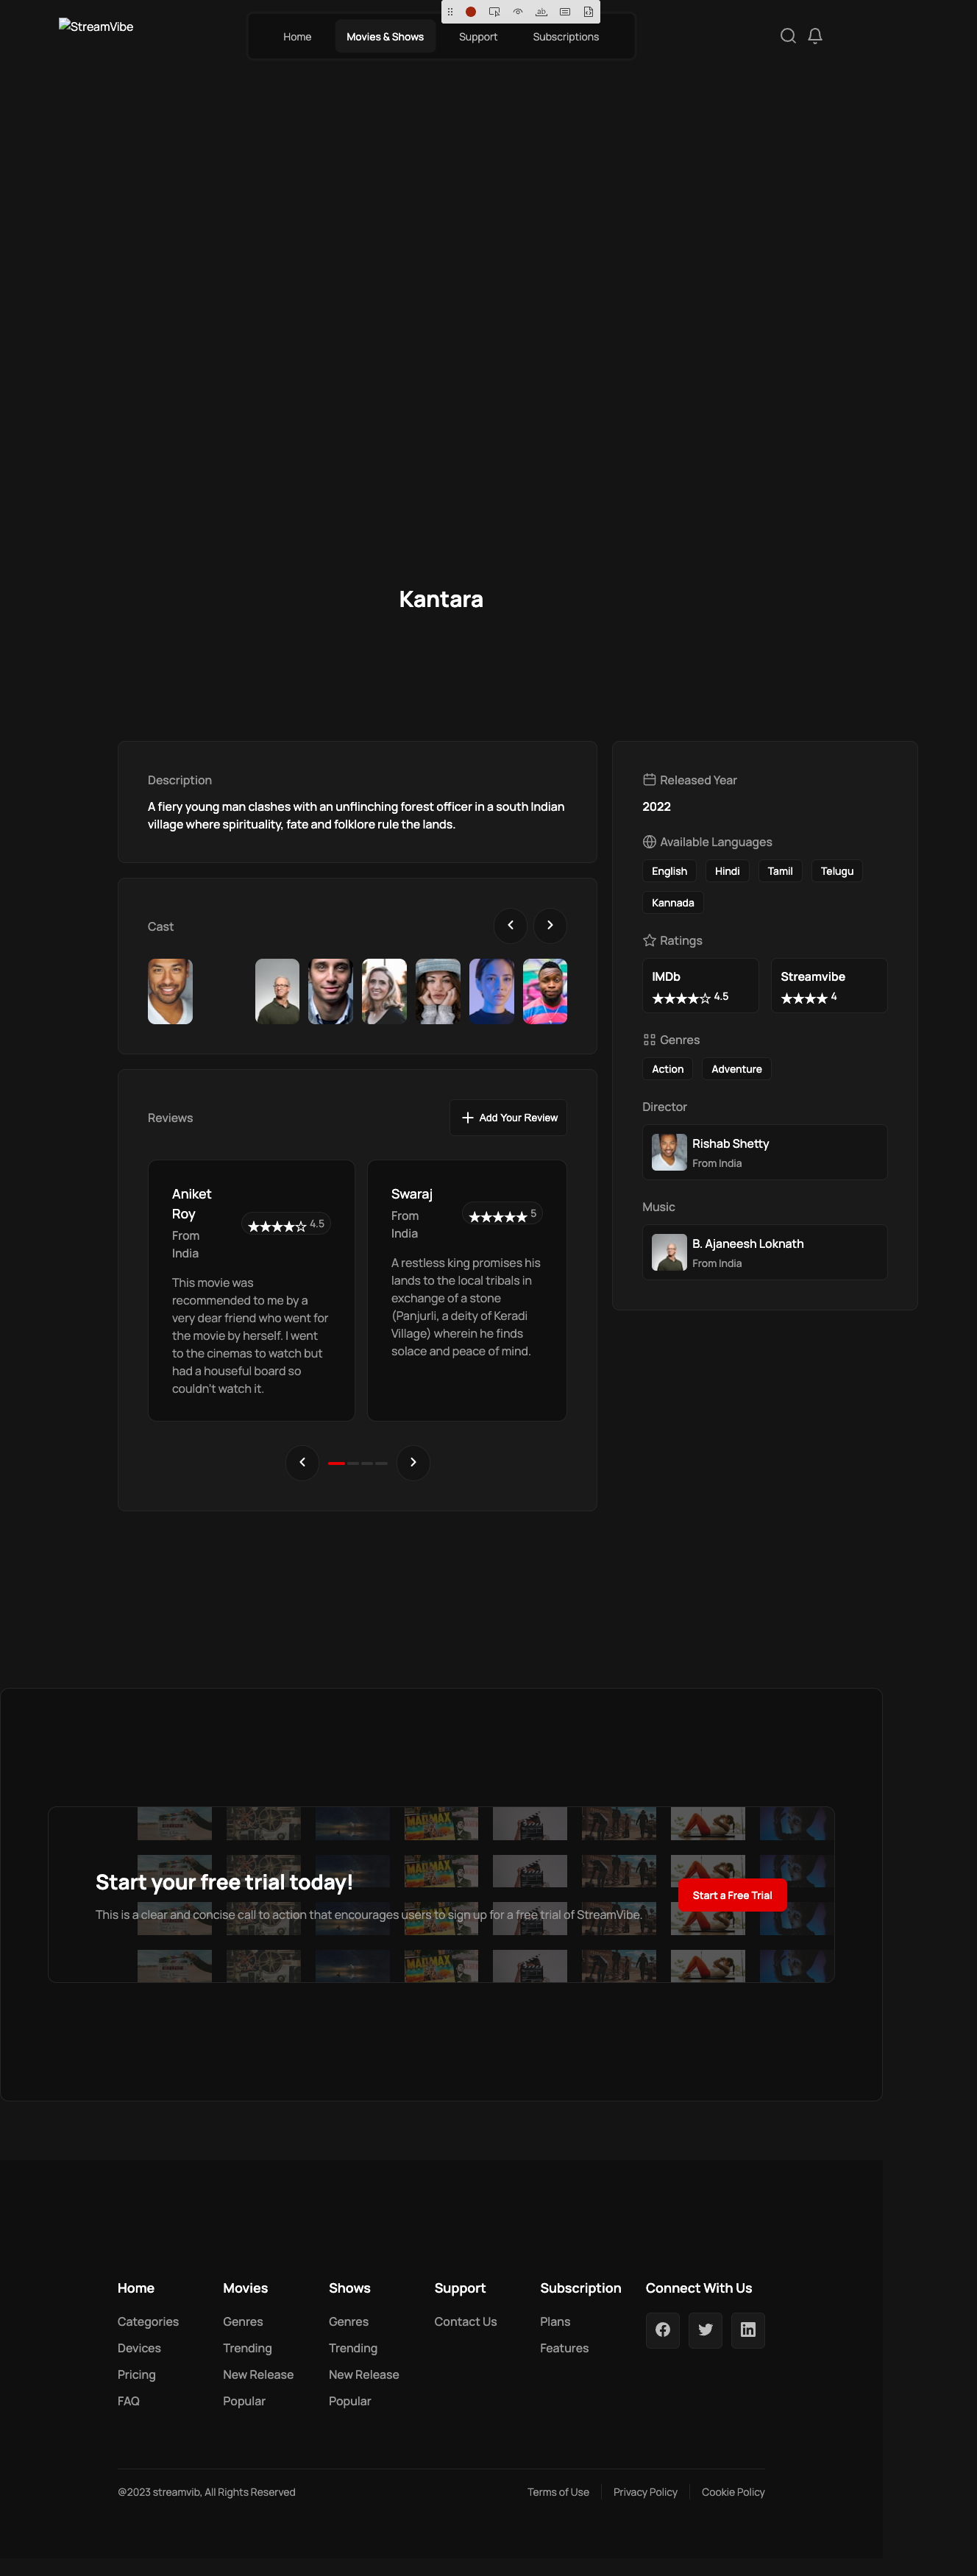 StreamVibe
Home
Movies & Shows
Support
Subscriptions
Kantara
Description
A fiery young man clashes with an unflinching forest officer in a south Indian
village where spirituality, fate and folklore rule the lands.
Cast
Reviews
Add Your Review
Aniket
Roy
From
India
★★★★☆ 4.5
This movie was
recommended to me by a
very dear friend who went for
the movie by herself. I went
to the cinemas to watch but
had a houseful board so
couldn't watch it.
Swaraj
From
India
★★★★★ 5
A restless king promises his
lands to the local tribals in
exchange of a stone
(Panjurli, a deity of Keradi
Village) wherein he finds
solace and peace of mind.
Released Year
2022
Available Languages
English
Hindi
Tamil
Telugu
Kannada
Ratings
IMDb
★★★★☆ 4.5
Streamvibe
★★★★ 4
Genres
Action
Adventure
Director
Rishab Shetty
From India
Music
B. Ajaneesh Loknath
From India
MAD MAX
MAD MAX
Start your free trial today!
This is a clear and concise call to action that encourages users to sign up for a free trial of StreamVibe.
Start a Free Trial
MAD MAX
Home
Categories
Devices
Pricing
FAQ
Movies
Genres
Trending
New Release
Popular
Shows
Genres
Trending
New Release
Popular
Support
Contact Us
Subscription
Plans
Features
Connect With Us
@2023 streamvib, All Rights Reserved
Terms of Use
Privacy Policy
Cookie Policy